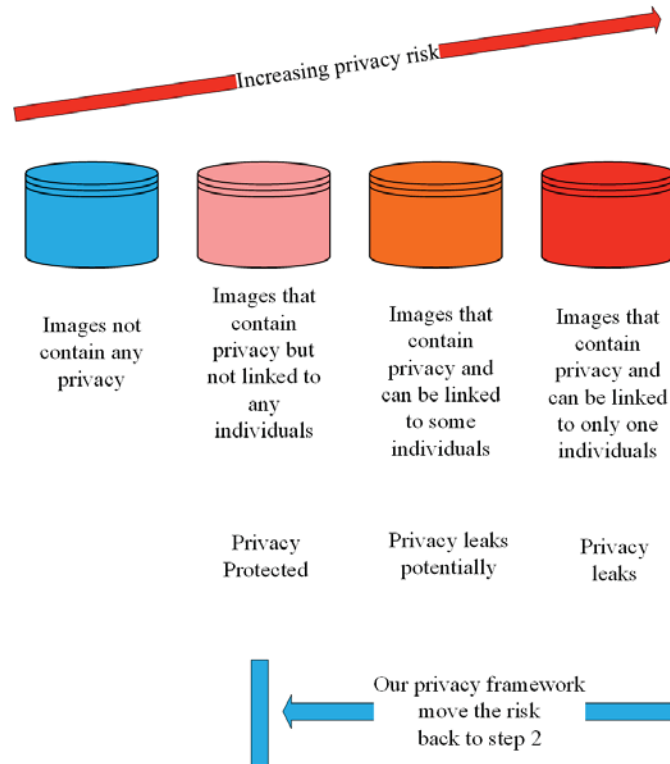 Increasing privacy risk
Images not
contain any
privacy
Images that
contain
privacy but
not linked to
any
individuals
Images that
contain
privacy and
can be linked
to some
individuals
Images that
contain
privacy and
can be linked
to only one
individuals
Privacy
Protected
Privacy leaks
potentially
Privacy
leaks
Our privacy framework
move the risk
back to step 2